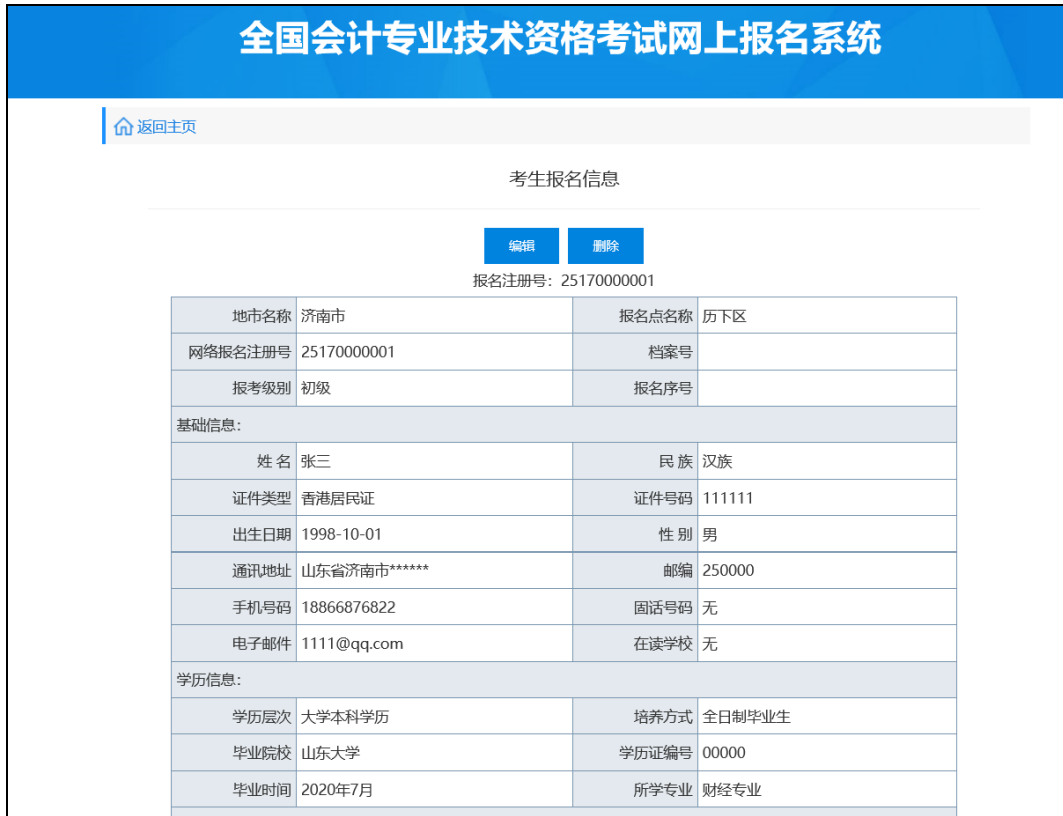 全国会计专业技术资格考试网上报名系统
返回主页
考生报名信息
编辑 删除
报名注册号：25170000001
地市名称 济南市 报名点名称 历下区
网络报名注册号 25170000001 档案号
报考级别 初级 报名序号
基础信息：
姓 名 张三 民 族 汉族
证件类型 香港居民证 证件号码 111111
出生日期 1998-10-01 性 别 男
通讯地址 山东省济南市****** 邮编 250000
手机号码 18866876822 固话号码 无
电子邮件 1111@qq.com 在读学校 无
学历信息：
学历层次 大学本科学历 培养方式 全日制毕业生
毕业院校 山东大学 学历证编号 00000
毕业时间 2020年7月 所学专业 财经专业